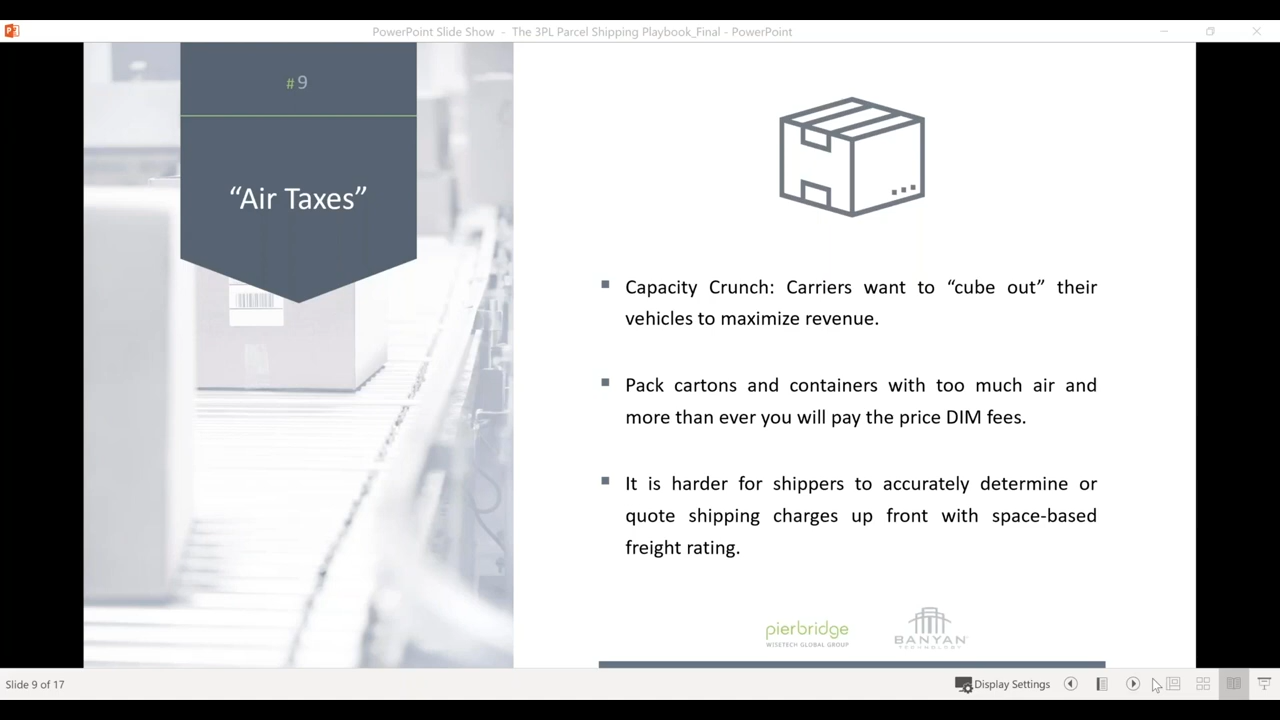 PowerPoint Slide Show - The 3PL Parcel Shipping Playbook_Final - PowerPoint
#9
“Air Taxes”
▪ Capacity Crunch: Carriers want to “cube out” their
vehicles to maximize revenue.
▪ Pack cartons and containers with too much air and
more than ever you will pay the price DIM fees.
▪ It is harder for shippers to accurately determine or
quote shipping charges up front with space-based
freight rating.
pierbridge
WISETECH GLOBAL GROUP
BANYAN
TECHNOLOGY
Slide 9 of 17
Display Settings